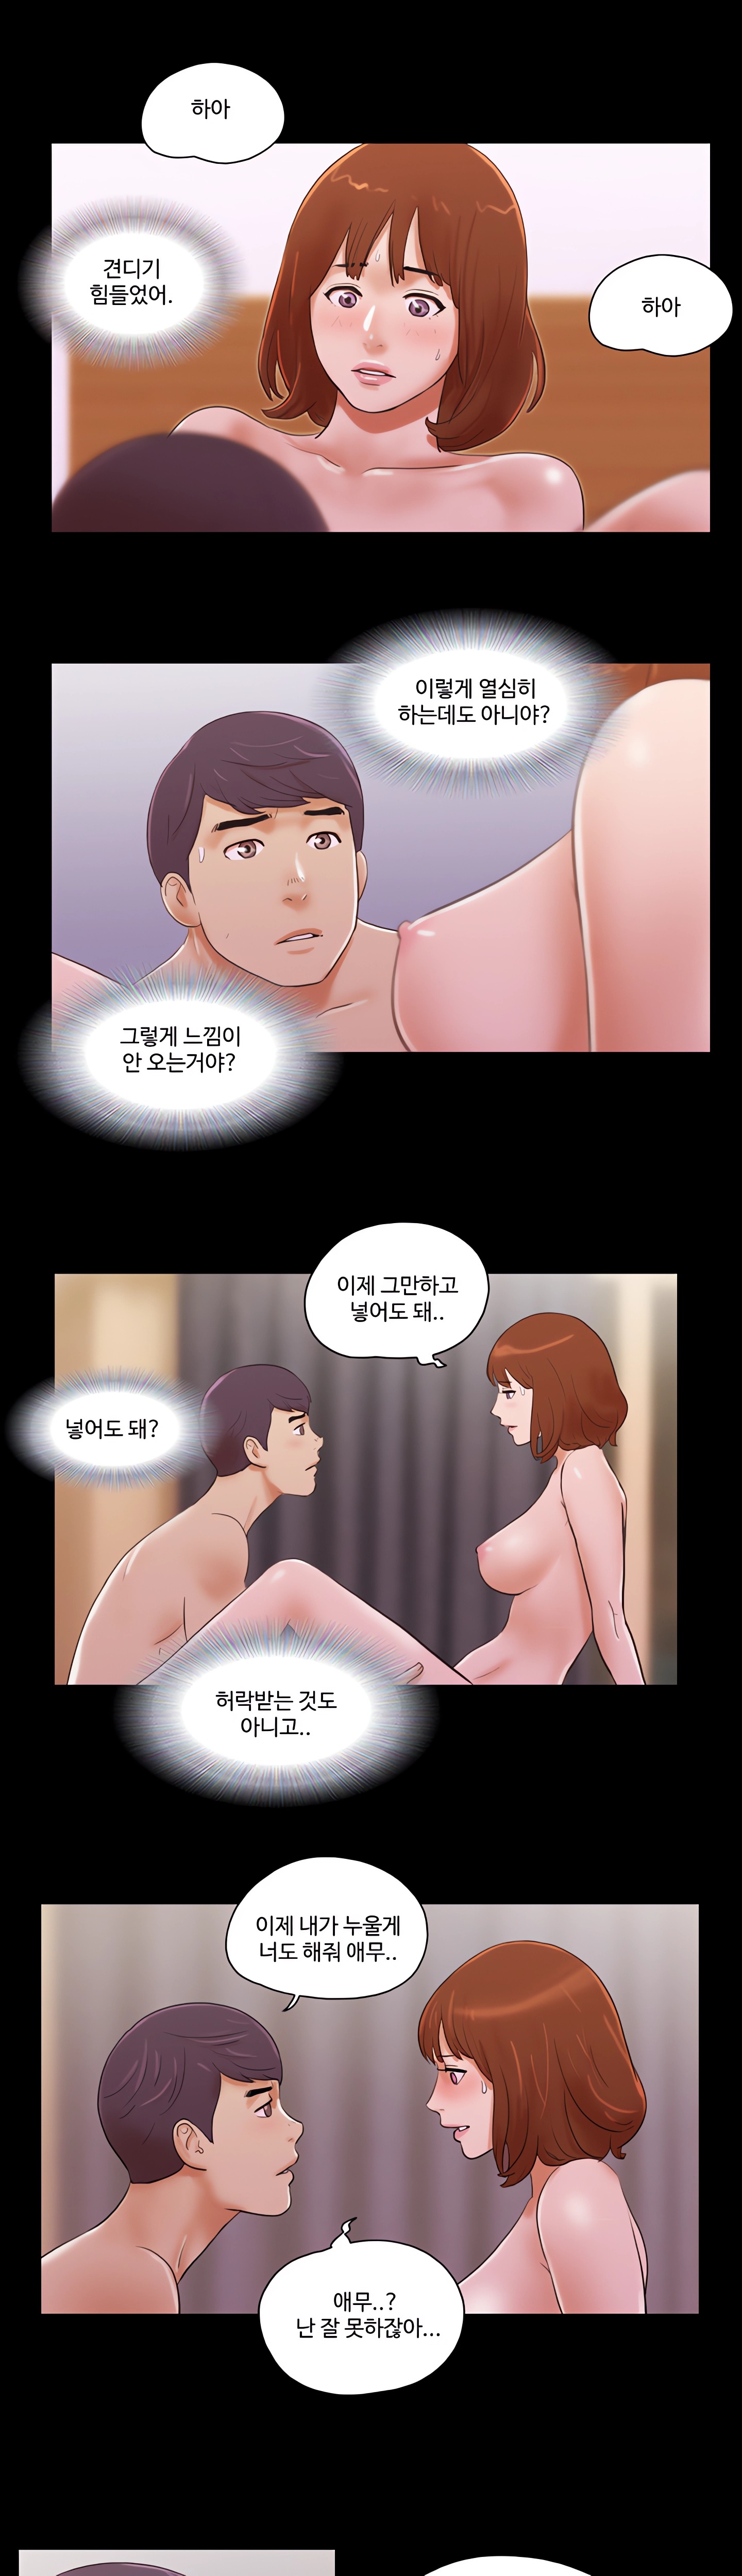 하아
견디기
힘들었어.
하아
이렇게 열심히
하는데도 아니야?
그렇게 느낌이
안 오는거야?
이제 그만하고
넣어도 돼..
넣어도 돼?
허락받는 것도
아니고..
이제 내가 누울게
너도 해줘 애무..
애무..?
난 잘 못하잖아...